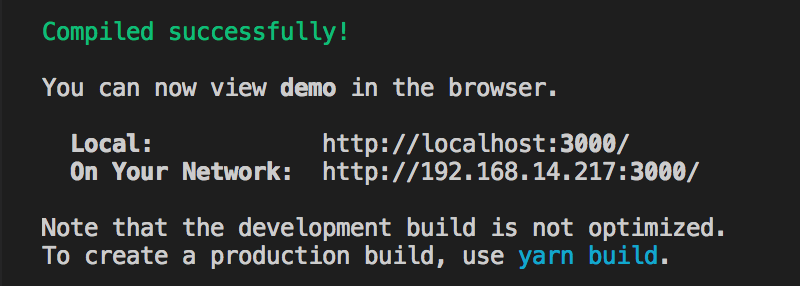 Compiled successfully!
You can now view demo in the browser.
Local: http://localhost:3000/
On Your Network: http://192.168.14.217:3000/
Note that the development build is not optimized.
To create a production build, use yarn build.